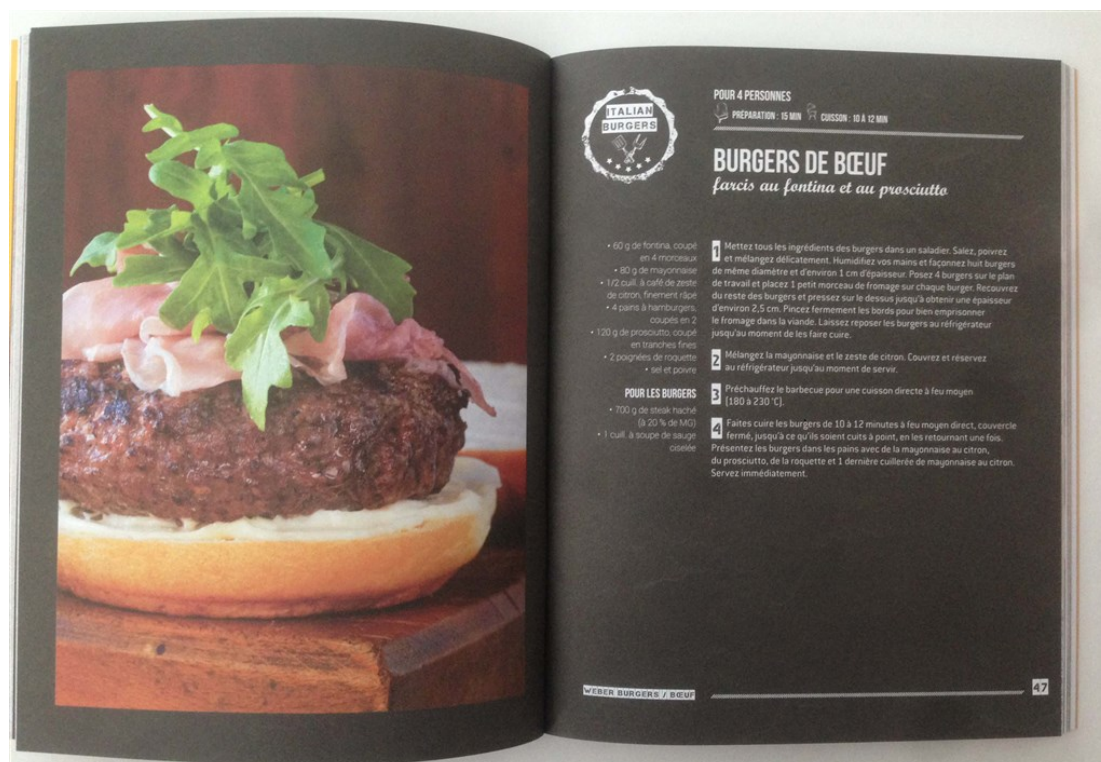 ITALIAN
BURGERS
POUR 4 PERSONNES
PRÉPARATION : 15 MIN CUISSON : 10 À 12 MIN
BURGERS DE BŒUF
farcis au fontina et au prosciutto
• 60 g de fontina, coupé
en 4 morceaux
• 80 g de mayonnaise
• 1/2 cuill. à café de zeste
de citron, finement râpé
• 4 pains à hamburgers,
coupés en 2
• 120 g de prosciutto, coupé
en tranches fines
• 2 poignées de roquette
• sel et poivre
POUR LES BURGERS
• 700 g de steak haché
(à 20 % de MG)
• 1 cuill. à soupe de sauge
ciselée
1 Mettez tous les ingrédients des burgers dans un saladier. Salez, poivrez
et mélangez délicatement. Humidifiez vos mains et façonnez huit burgers
de même diamètre et d'environ 1 cm d'épaisseur. Posez 4 burgers sur le plan
de travail et placez 1 petit morceau de fromage sur chaque burger. Recouvrez
du reste des burgers et pressez sur le dessus jusqu'à obtenir une épaisseur
d'environ 2,5 cm. Pincez fermement les bords pour bien emprisonner
le fromage dans la viande. Laissez reposer les burgers au réfrigérateur
jusqu'au moment de les faire cuire.
2 Mélangez la mayonnaise et le zeste de citron. Couvrez et réservez
au réfrigérateur jusqu'au moment de servir.
3 Préchauffez le barbecue pour une cuisson directe à feu moyen
(180 à 230 °C).
4 Faites cuire les burgers de 10 à 12 minutes à feu moyen direct, couvercle
fermé, jusqu'à ce qu'ils soient cuits à point, en les retournant une fois.
Présentez les burgers dans les pains avec de la mayonnaise au citron,
du prosciutto, de la roquette et 1 dernière cuillerée de mayonnaise au citron.
Servez immédiatement.
WEBER BURGERS / BŒUF
47